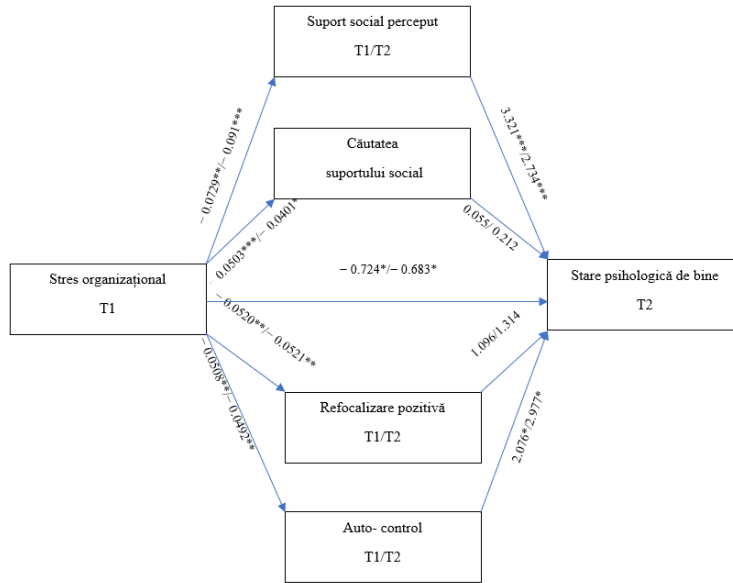 Suport social perceput
T1/T2
– 0.0729**/– 0.091***
3.321***/2.734***
Căutatea
suportului social
0.0503***/– 0.0401*
0.055/ 0.212
Stres organizațional
T1
– 0.724*/– 0.683*
Stare psihologică de bine
T2
– 0.0520**/– 0.0521**
1.096/1.314
– 0.0508**/– 0.0492**
Refocalizare pozitivă
T1/T2
2.076*/2.977*
Auto- control
T1/T2